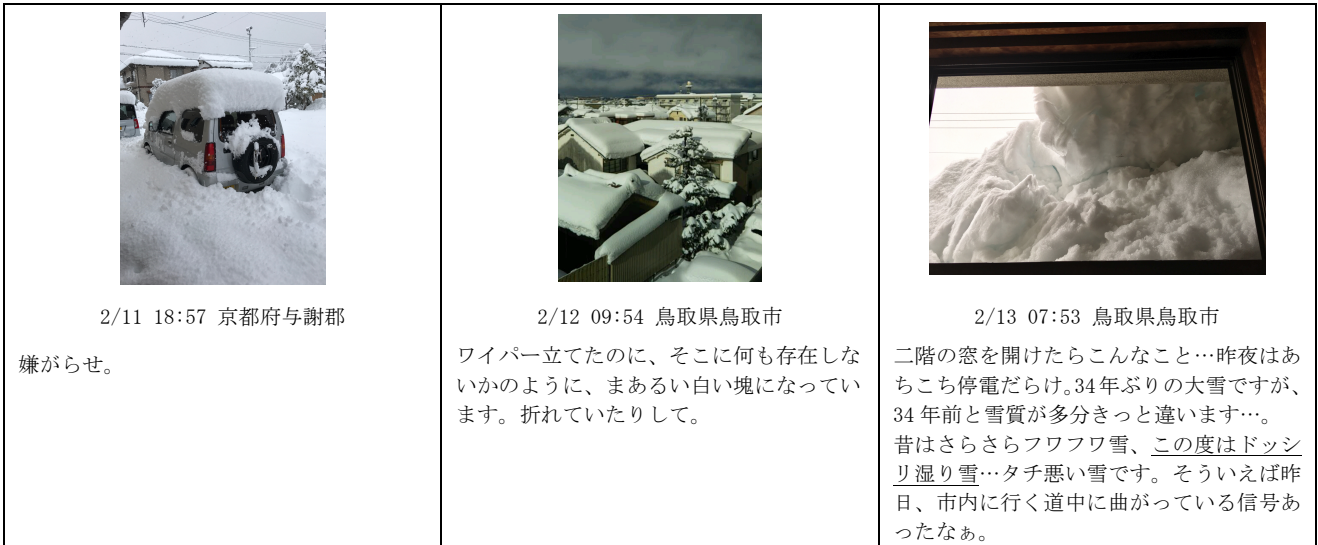 2/11 18:57 京都府与謝郡
嫌がらせ。
2/12 09:54 鳥取県鳥取市
ワイパー立てたのに、そこに何も存在しな
いかのように、まあるい白い塊になってい
ます。折れていたりして。
2/13 07:53 鳥取県鳥取市
二階の窓を開けたらこんなこと…昨夜はあ
ちこち停電だらけ。34年ぶりの大雪ですが、
34 年前と雪質が多分きっと違います…。
昔はさらさらフワフワ雪、この度はドッシ
リ湿り雪…タチ悪い雪です。そういえば昨
日、市内に行く道中に曲がっている信号あ
ったなぁ。